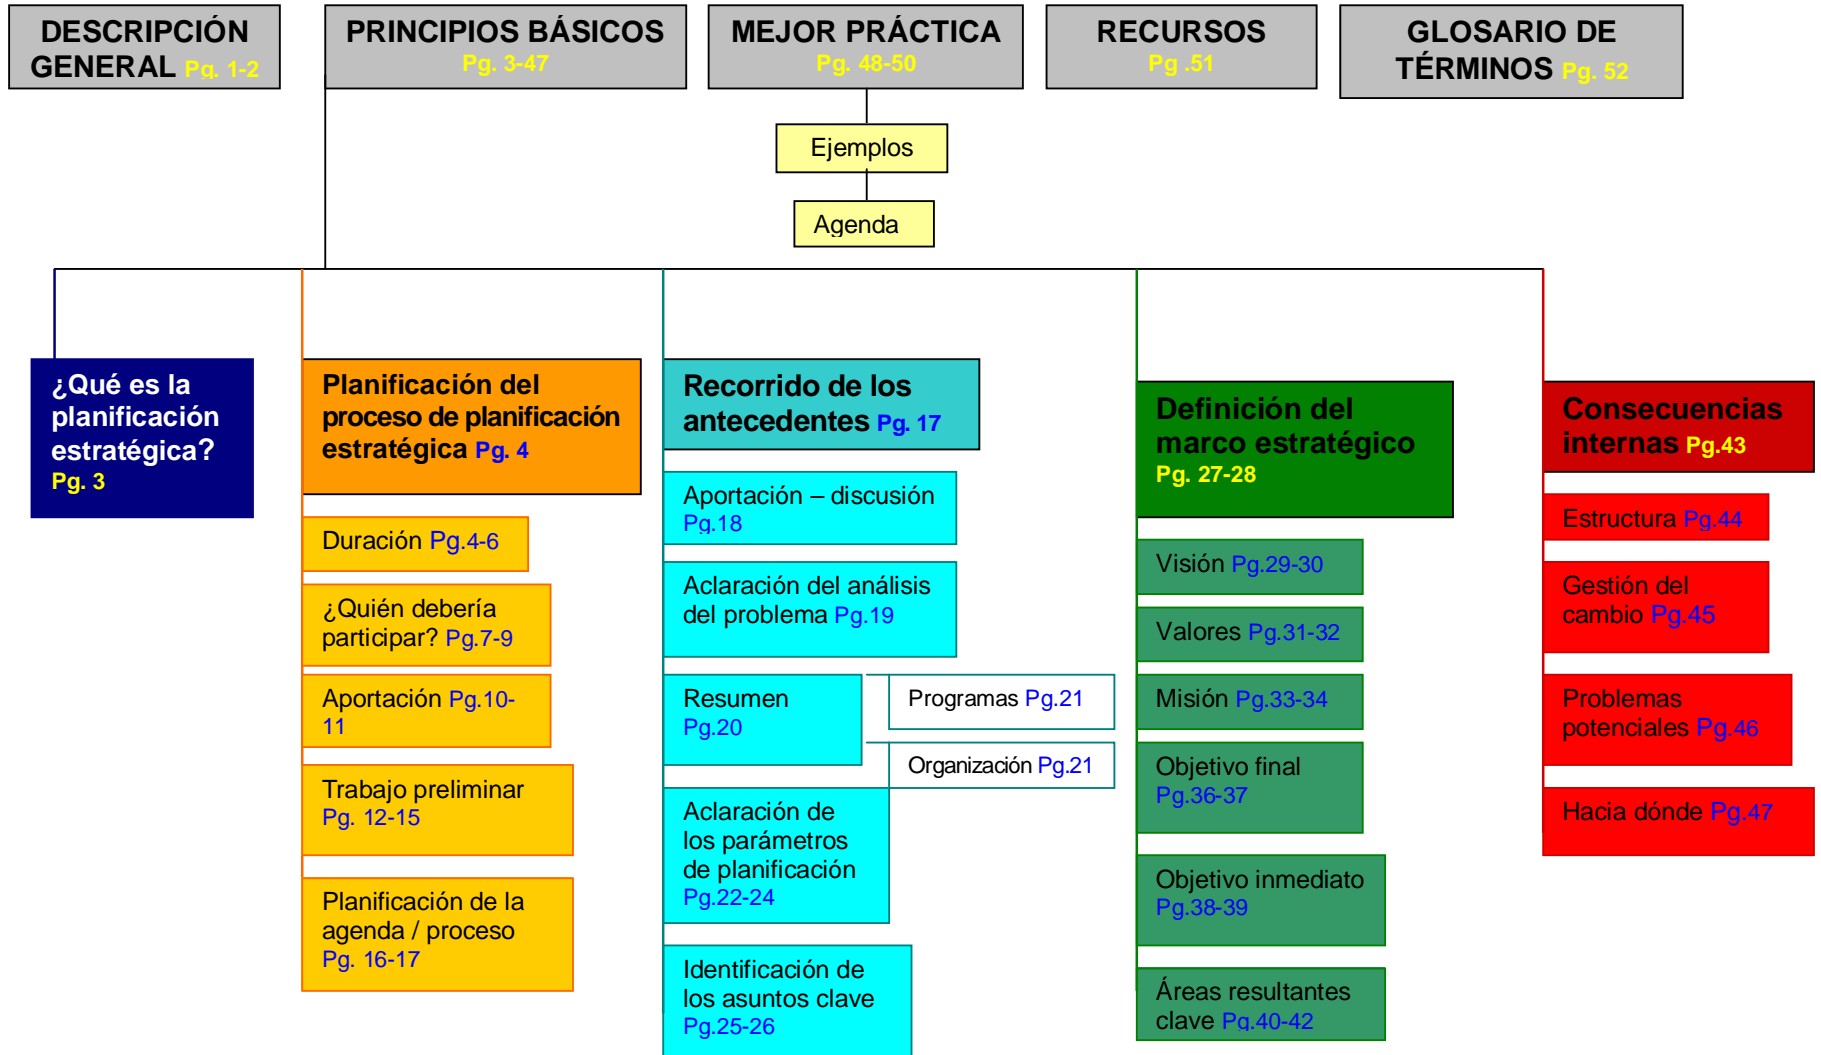 DESCRIPCIÓN
GENERAL Pg. 1-2
PRINCIPIOS BÁSICOS
Pg. 3-47
MEJOR PRÁCTICA
Pg. 48-50
RECURSOS
Pg .51
GLOSARIO DE
TÉRMINOS Pg. 52
Ejemplos
Agenda
¿Qué es la
planificación
estratégica?
Pg. 3
Planificación del
proceso de planificación
estratégica Pg. 4
Duración Pg.4-6
¿Quién debería
participar? Pg.7-9
Aportación Pg.10-
11
Trabajo preliminar
Pg. 12-15
Planificación de la
agenda / proceso
Pg. 16-17
Recorrido de los
antecedentes Pg. 17
Aportación – discusión
Pg.18
Aclaración del análisis
del problema Pg.19
Resumen
Pg.20
Programas Pg.21
Organización Pg.21
Aclaración de
los parámetros
de planificación
Pg.22-24
Identificación de
los asuntos clave
Pg.25-26
Definición del
marco estratégico
Pg. 27-28
Visión Pg.29-30
Valores Pg.31-32
Misión Pg.33-34
Objetivo final
Pg.36-37
Objetivo inmediato
Pg.38-39
Áreas resultantes
clave Pg.40-42
Consecuencias
internas Pg.43
Estructura Pg.44
Gestión del
cambio Pg.45
Problemas
potenciales Pg.46
Hacia dónde Pg.47